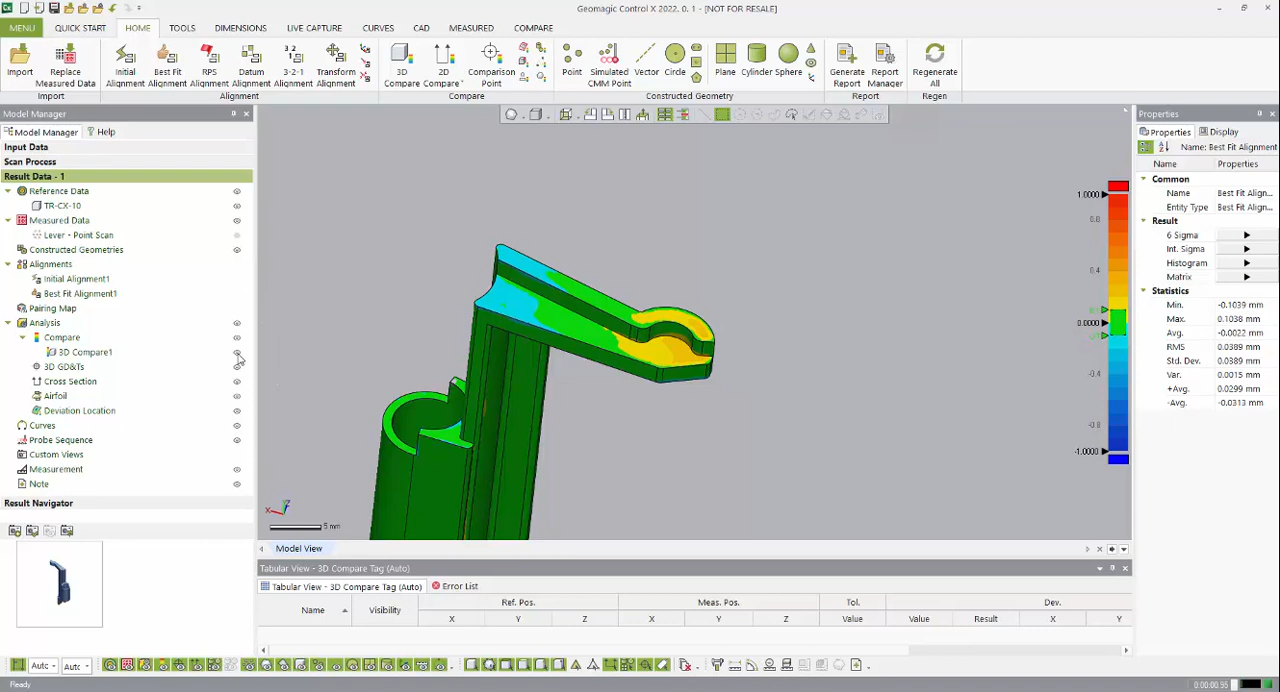 Geomagic Control X 2022. 0. 1 - [NOT FOR RESALE]
MENU QUICK START HOME TOOLS DIMENSIONS LIVE CAPTURE CURVES CAD MEASURED COMPARE
Import
Replace Measured Data
Initial Alignment
Best Fit Alignment
RPS Alignment
Datum Alignment
3-2-1 Alignment
Transform Alignment
3D Compare
2D Compare
Comparison Point
Point
Simulated CMM Point
Vector
Circle
Plane
Cylinder
Sphere
Generate Report
Report Manager
Regenerate All
Import Alignment Compare Constructed Geometry Report Regen
Model Manager
Model Manager Help
Input Data
Scan Process
Result Data - 1
Reference Data
TR-CX-10
Measured Data
Lever - Point Scan
Constructed Geometries
Alignments
Initial Alignment1
Best Fit Alignment1
Pairing Map
Analysis
Compare
3D Compare1
3D GD&Ts
Cross Section
Airfoil
Deviation Location
Curves
Probe Sequence
Custom Views
Measurement
Note
Result Navigator
1.0000
0.8
0.4
0.0000
-0.4
-0.8
-1.0000
X
5 mm
Model View
Tabular View - 3D Compare Tag (Auto)
Tabular View - 3D Compare Tag (Auto) Error List
Name Visibility Ref. Pos. Meas. Pos. Tol. Dev.
X Y Z X Y Z Value Value Result X Y
Properties
Properties Display
Name: Best Fit Alignment
Name Properties
Common
Name Best Fit Align...
Entity Type Best Fit Align...
Result
6 Sigma
Int. Sigma
Histogram
Matrix
Statistics
Min. -0.1039 mm
Max. 0.1038 mm
Avg. -0.0022 mm
RMS 0.0389 mm
Std. Dev. 0.0389 mm
Var. 0.0015 mm
+Avg. 0.0299 mm
-Avg. -0.0313 mm
Auto Auto
Ready
0:00:00.95